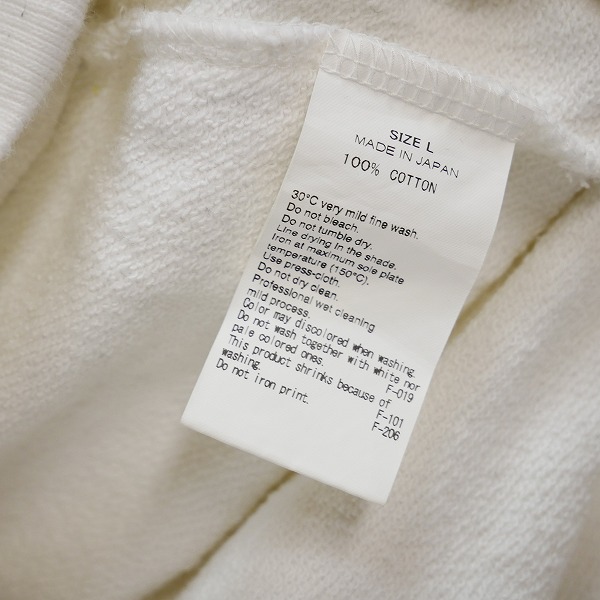 SIZE L
MADE IN JAPAN
100% COTTON
30°C very mild fine wash.
Do not bleach.
Do not tumble dry.
Line drying in the shade.
Iron at maximum sole plate
temperature (150°C).
Use press-cloth.
Do not dry clean.
Professional wet cleaning
mild process.
Color may discolored when washing.
Do not wash together with white nor
pale colored ones.
F-019
This product shrinks because of
washing.
F-101
Do not iron print.
F-206